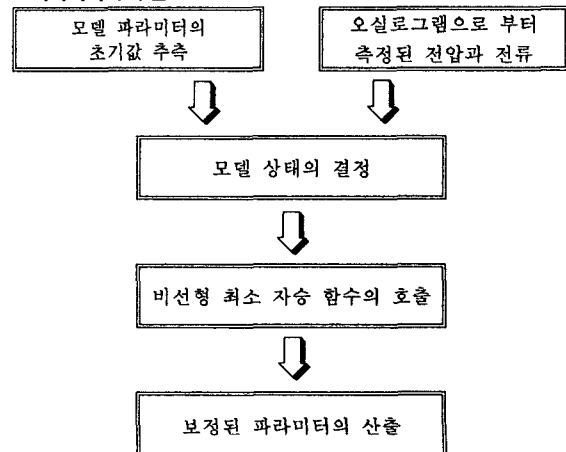 모델 파라미터의
초기값 추측
오실로그램으로 부터
측정된 전압과 전류
모델 상태의 결정
비선형 최소 자승 함수의 호출
보정된 파라미터의 산출